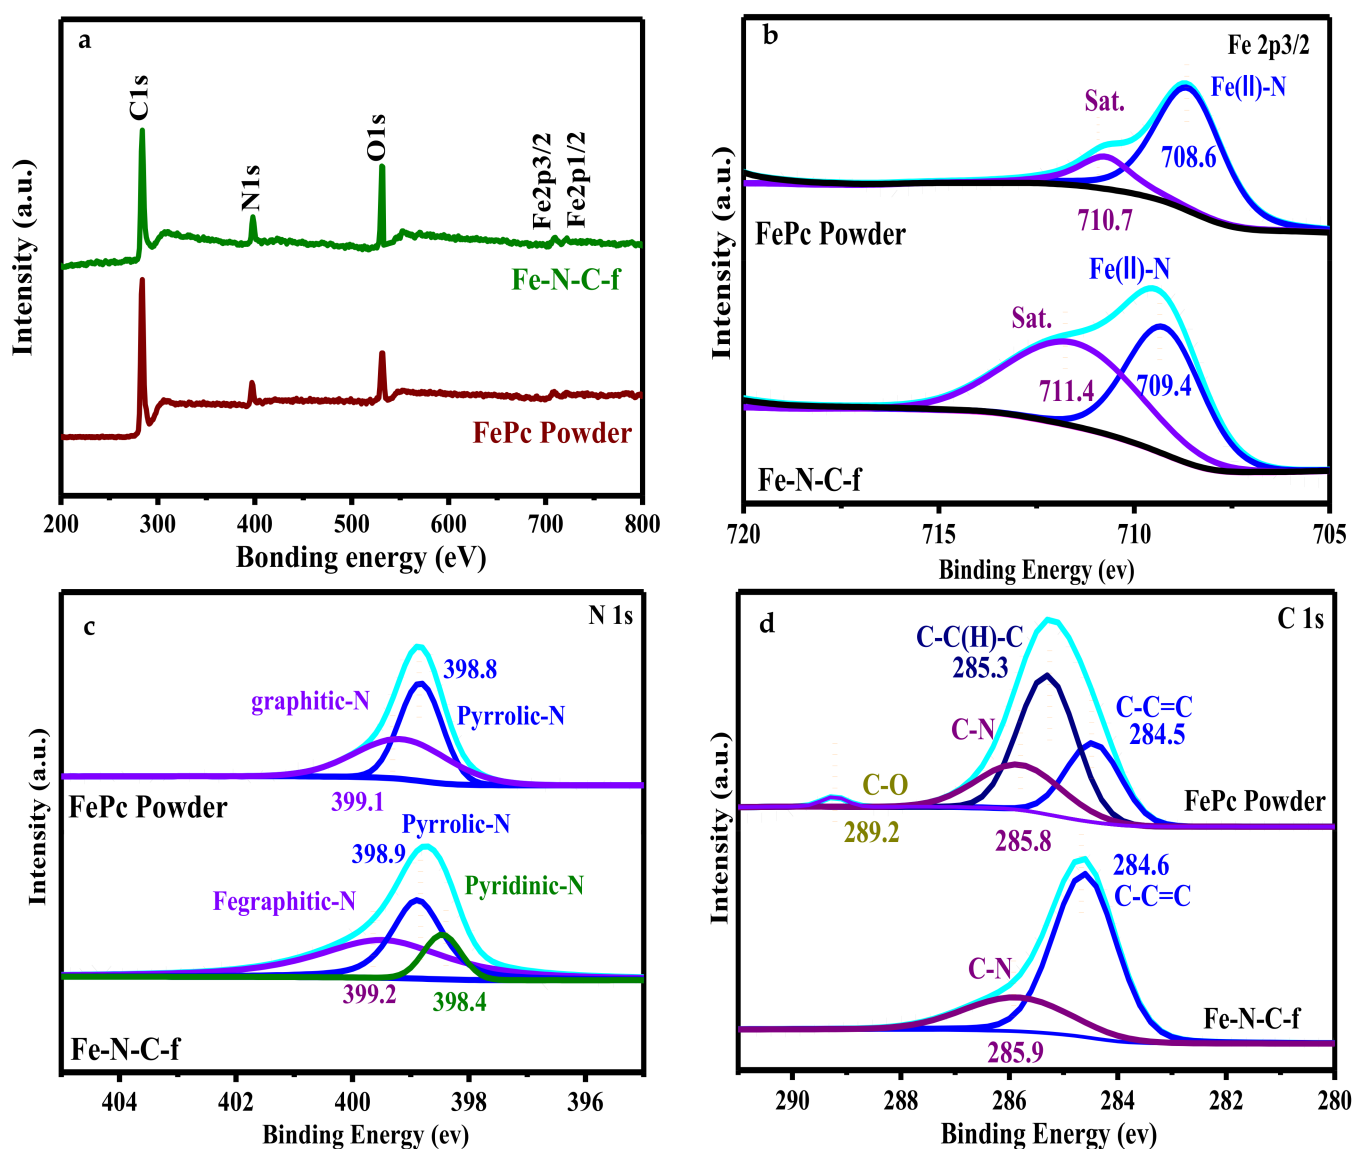 a
C1s
N1s
O1s
Fe2p3/2
Fe2p1/2
Fe-N-C-f
FePc Powder
Intensity (a.u.)
200 300 400 500 600 700 800
Bonding energy (eV)
b
Fe 2p3/2
Fe(II)-N
Sat.
708.6
710.7
FePc Powder
Fe(II)-N
Sat.
711.4
709.4
Fe-N-C-f
Intensity (a.u.)
720 715 710 705
Binding Energy (ev)
c
N 1s
398.8
graphitic-N
Pyrrolic-N
399.1
FePc Powder
Pyrrolic-N
398.9
Pyridinic-N
Fegraphitic-N
399.2
398.4
Fe-N-C-f
Intensity (a.u.)
404 402 400 398 396
Binding Energy (ev)
d
C 1s
C-C(H)-C
285.3
C-C=C
284.5
C-N
C-O
289.2
285.8
FePc Powder
284.6
C-C=C
C-N
285.9
Fe-N-C-f
Intensity (a.u.)
290 288 286 284 282 280
Binding Energy (ev)